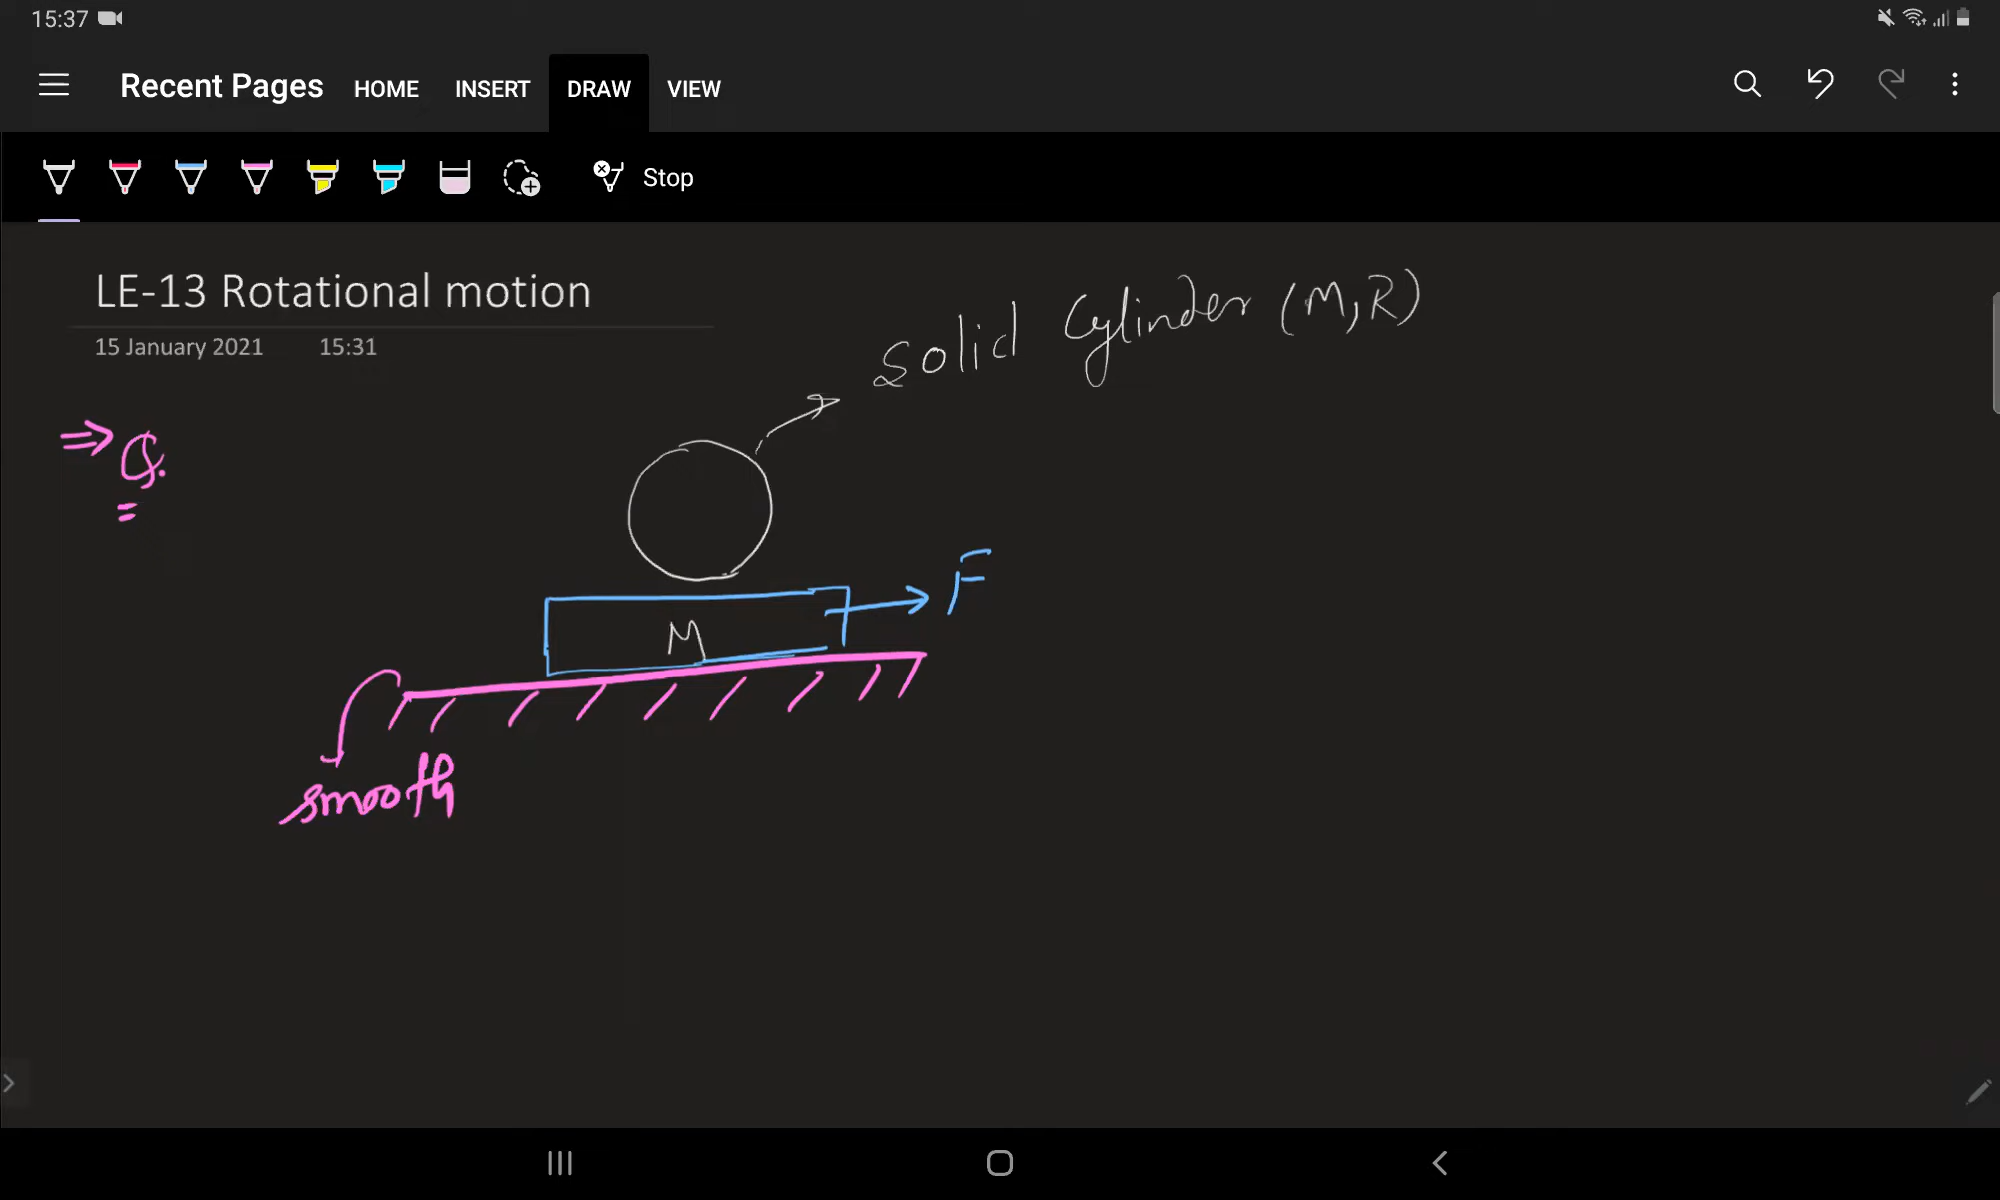 15:37
Recent Pages HOME INSERT DRAW VIEW
Stop
LE-13 Rotational motion
15 January 2021 15:31
Solid Cylinder (M,R)
⇒ Q.
F
M
smooth